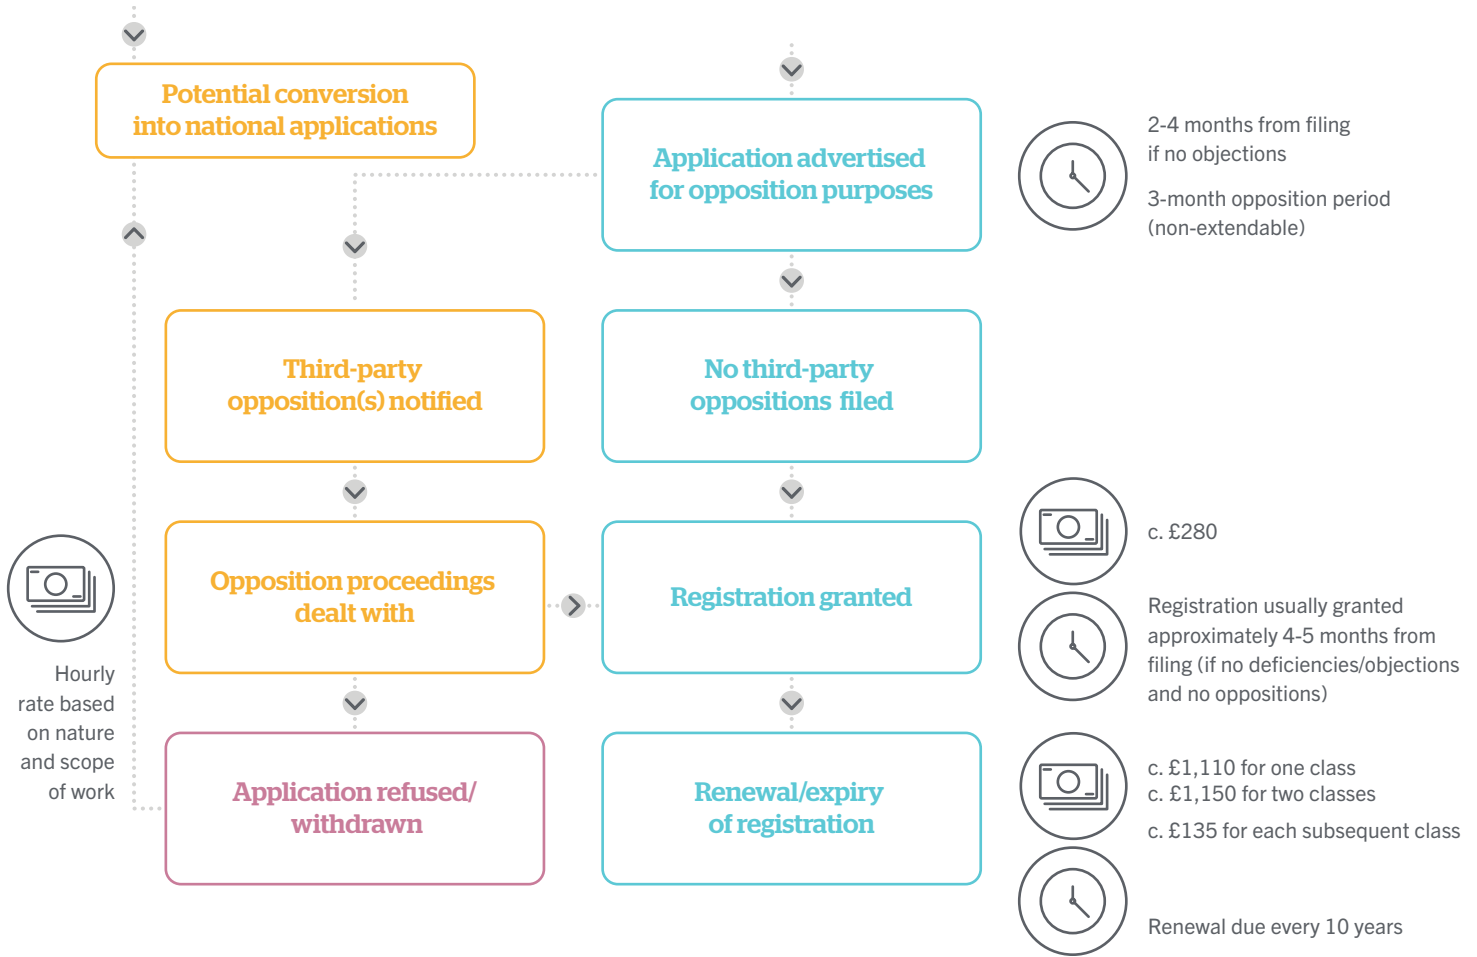 Potential conversion
into national applications
Application advertised
for opposition purposes
2-4 months from filing
if no objections
3-month opposition period
(non-extendable)
Third-party
opposition(s) notified
No third-party
oppositions filed
Hourly
rate based
on nature
and scope
of work
Opposition proceedings
dealt with
Registration granted
c. £280
Registration usually granted
approximately 4-5 months from
filing (if no deficiencies/objections
and no oppositions)
Application refused/
withdrawn
Renewal/expiry
of registration
c. £1,110 for one class
c. £1,150 for two classes
c. £135 for each subsequent class
Renewal due every 10 years